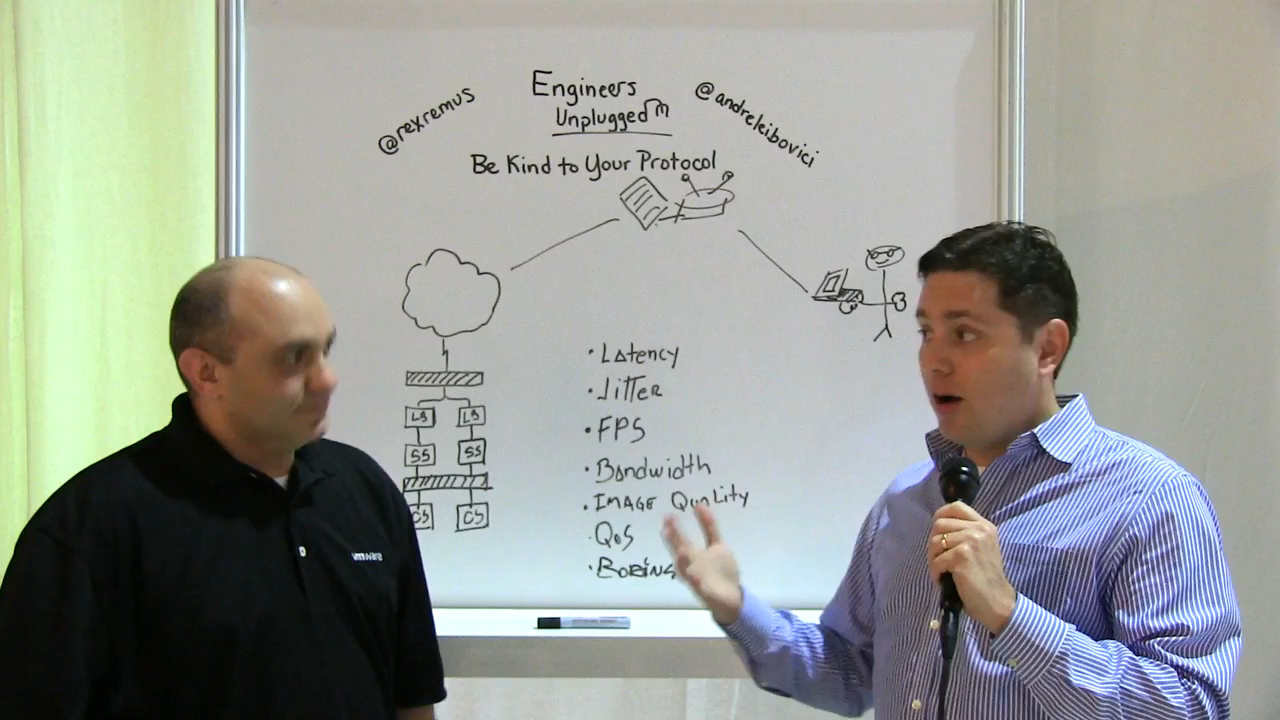 Engineers
Unplugged
@rexremus
@andreleibovici
Be Kind to Your Protocol
LB LB
SS SS
CS CS
• Latency
• Jitter
• FPS
• Bandwidth
• IMAGE QuaLity
• QoS
• BORING
vmware